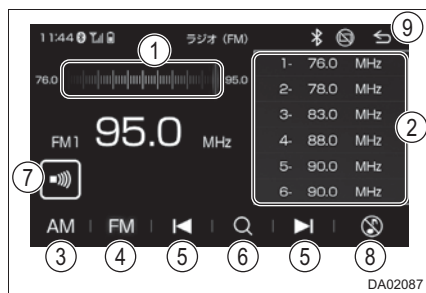 11:44 ラジオ (FM) ⑨
①
76.0 95.0
1- 76.0 MHz
2- 78.0 MHz
3- 83.0 MHz
4- 88.0 MHz
5- 90.0 MHz
6- 90.0 MHz
②
FM1 95.0 MHz
⑦
AM FM
③ ④ ⑤ ⑥ ⑤ ⑧
DA02087